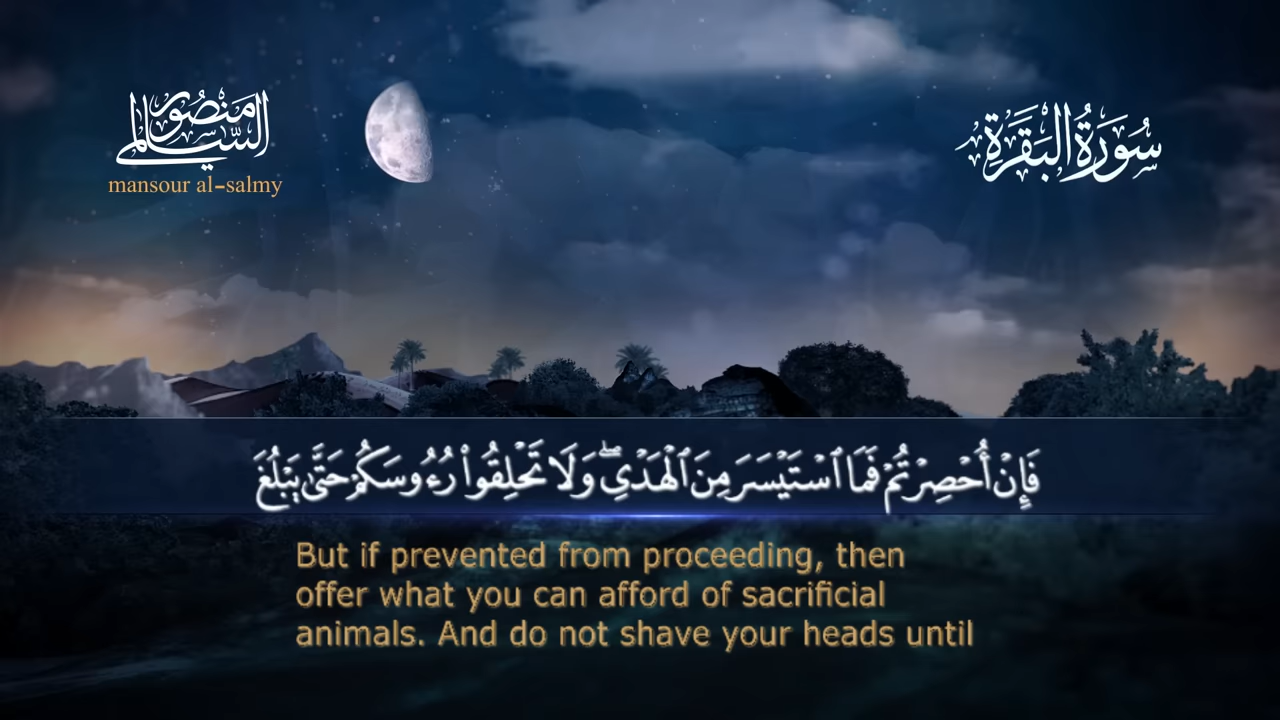 منصور السالمي
mansour al-salmy
سُورَةُ البَقَرَةِ
فَإِنْ أُحْصِرْتُمْ فَمَا ٱسْتَيْسَرَ مِنَ ٱلْهَدْىِ ۖ وَلَا تَحْلِقُوا۟ رُءُوسَكُمْ حَتَّىٰ يَبْلُغَ
But if prevented from proceeding, then
offer what you can afford of sacrificial
animals. And do not shave your heads until